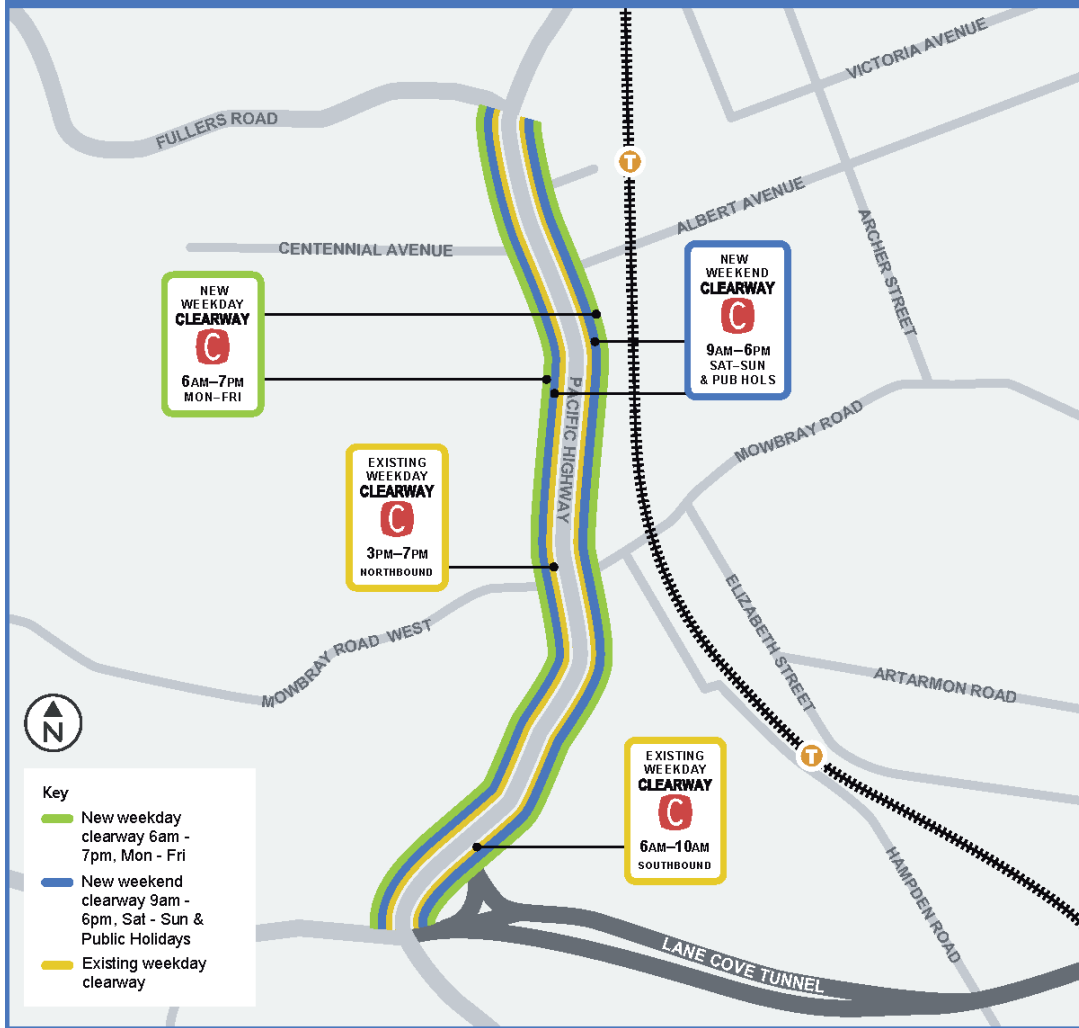 VICTORIA AVENUE
FULLERS ROAD
T
ALBERT AVENUE
ARCHER STREET
CENTENNIAL AVENUE
NEW
WEEKDAY
CLEARWAY
C
6AM–7PM
MON–FRI
NEW
WEEKEND
CLEARWAY
C
9AM–6PM
SAT–SUN
& PUB HOLS
PACIFIC HIGHWAY
MOWBRAY ROAD
EXISTING
WEEKDAY
CLEARWAY
C
3PM–7PM
NORTHBOUND
MOWBRAY ROAD WEST
ELIZABETH STREET
ARTARMON ROAD
N
T
EXISTING
WEEKDAY
CLEARWAY
C
6AM–10AM
SOUTHBOUND
HAMPDEN ROAD
LANE COVE TUNNEL
Key
New weekday
clearway 6am -
7pm, Mon - Fri
New weekend
clearway 9am -
6pm, Sat - Sun &
Public Holidays
Existing weekday
clearway